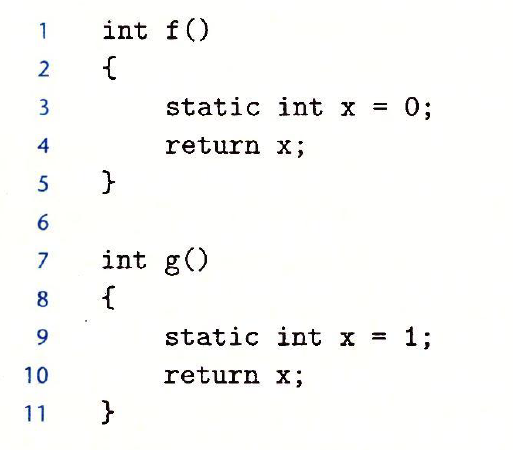 1 int f()
2 {
3 static int x = 0;
4 return x;
5 }
6
7 int g()
8 {
9 static int x = 1;
10 return x;
11 }